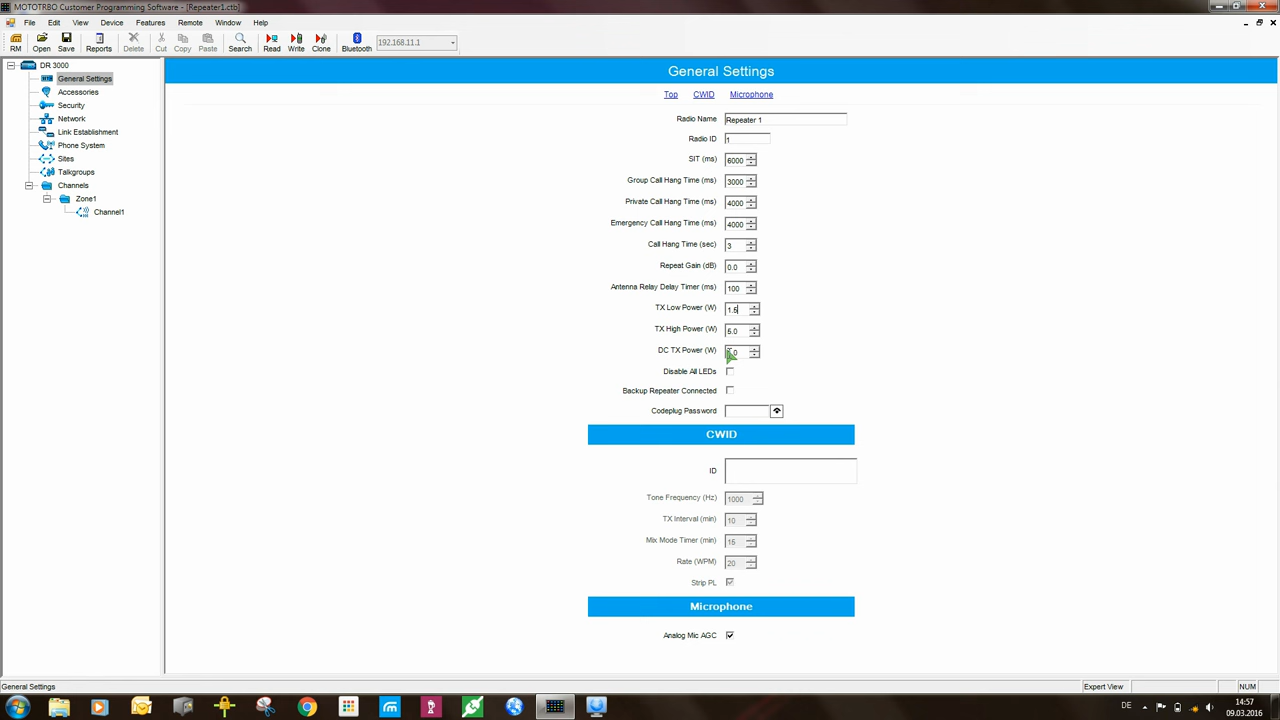 MOTOTRBO Customer Programming Software - [Repeater1.ctb]
File Edit View Device Features Remote Window Help
RM Open Save Reports Delete Cut Copy Paste Search Read Write Clone Bluetooth 192.168.11.1
DR 3000
General Settings
Accessories
Security
Network
Link Establishment
Phone System
Sites
Talkgroups
Channels
Zone1
Channel1
General Settings
Top CWID Microphone
Radio Name Repeater 1
Radio ID 1
SIT (ms) 6000
Group Call Hang Time (ms) 3000
Private Call Hang Time (ms) 4000
Emergency Call Hang Time (ms) 4000
Call Hang Time (sec) 3
Repeat Gain (dB) 0.0
Antenna Relay Delay Timer (ms) 100
TX Low Power (W) 1.5
TX High Power (W) 5.0
DC TX Power (W)
Disable All LEDs
Backup Repeater Connected
Codeplug Password
CWID
ID
Tone Frequency (Hz) 1000
TX Interval (min) 10
Mix Mode Timer (min) 15
Rate (WPM) 20
Strip PL
Microphone
Analog Mic AGC
General Settings Expert View NUM
DE 14:57
09.03.2016